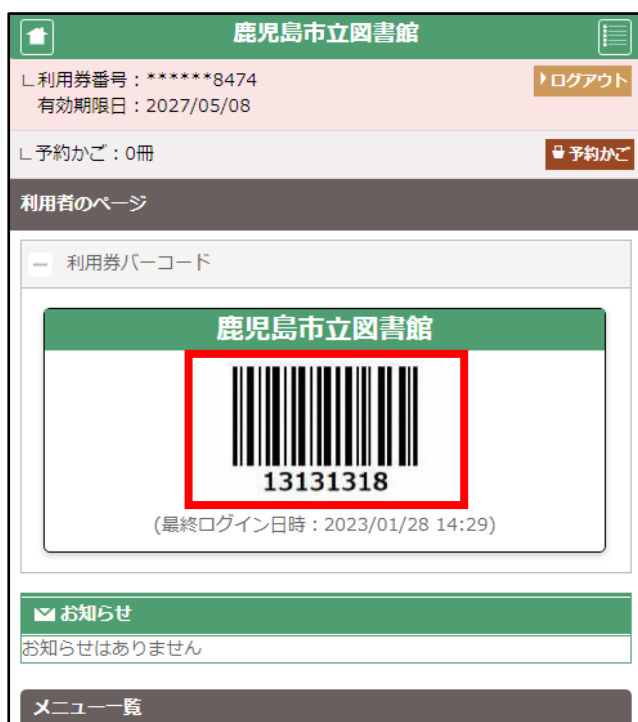 鹿児島市立図書館
∟利用券番号：******8474
ログアウト
有効期限日：2027/05/08
∟予約かご：0冊
予約かご
利用者のページ
利用券バーコード
鹿児島市立図書館
13131318
(最終ログイン日時：2023/01/28 14:29)
お知らせ
お知らせはありません
メニュー一覧